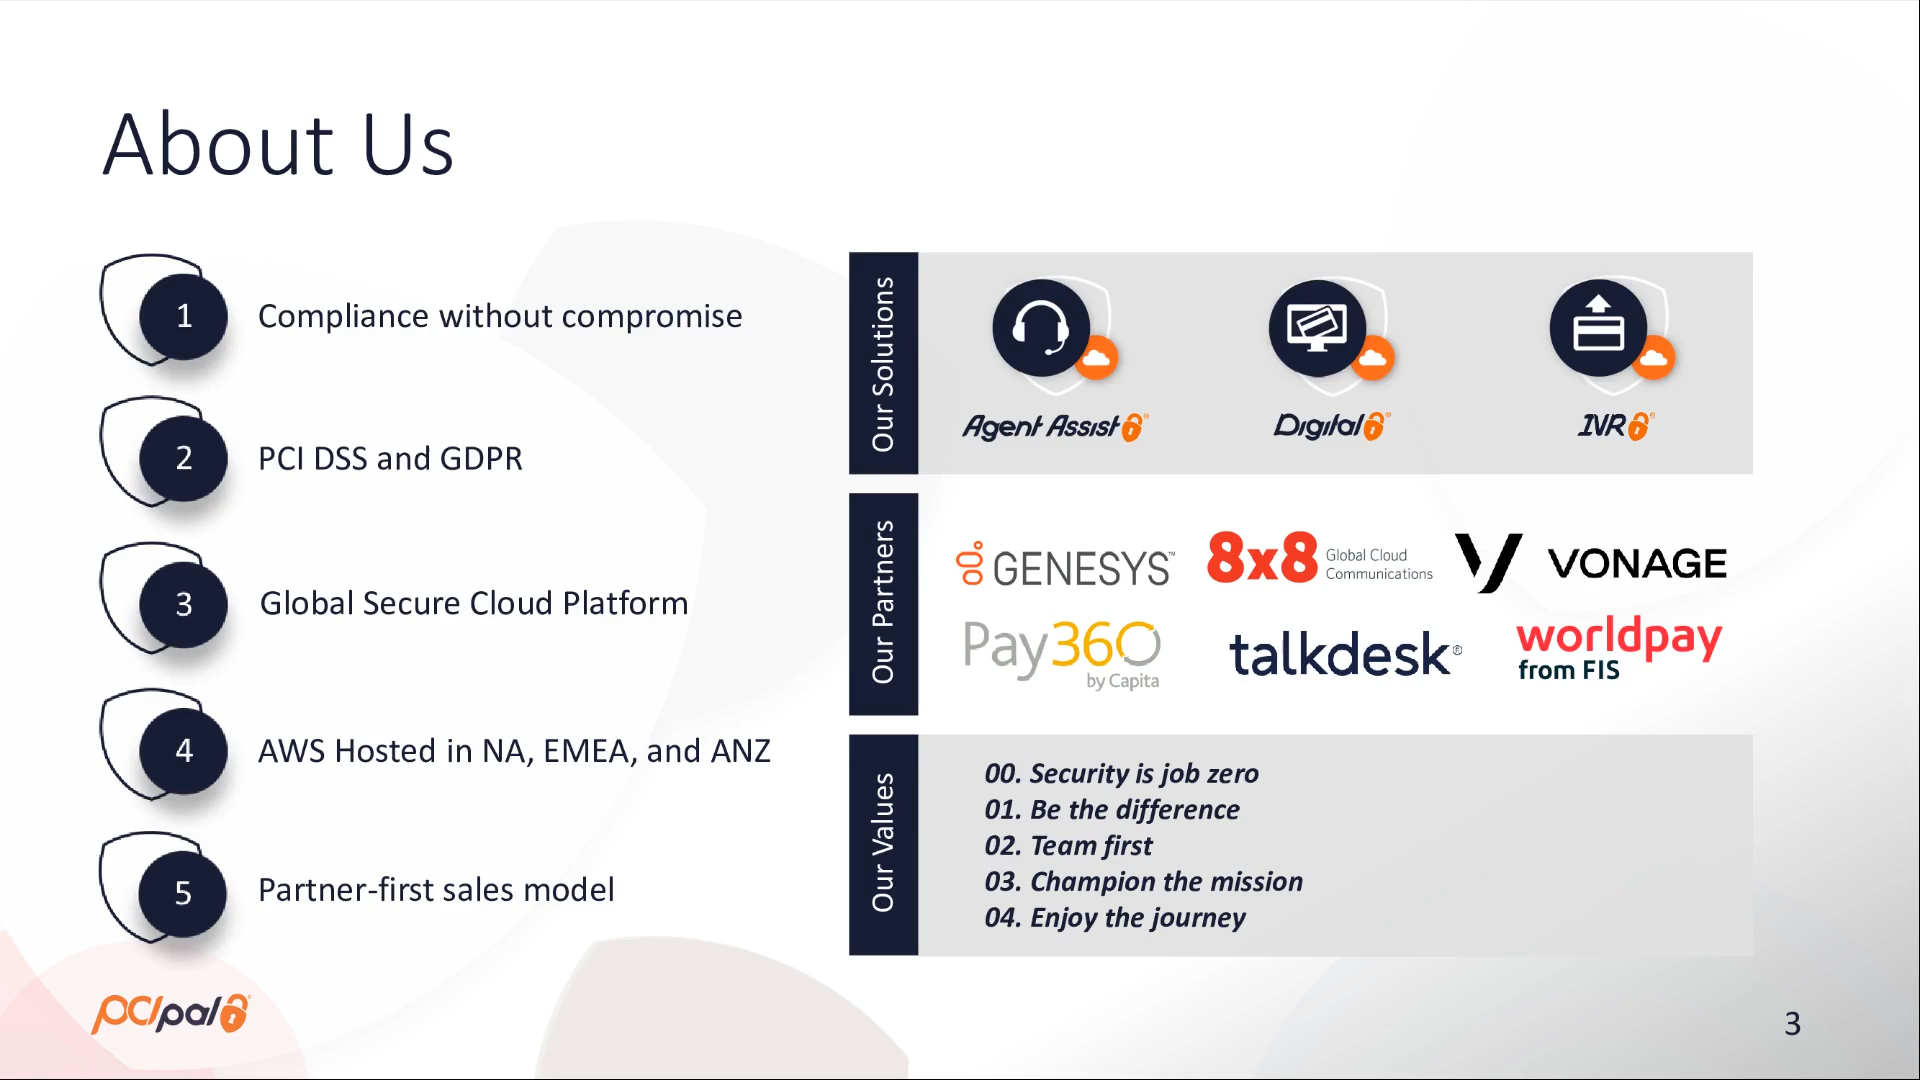 About Us
1
Compliance without compromise
2
PCI DSS and GDPR
3
Global Secure Cloud Platform
4
AWS Hosted in NA, EMEA, and ANZ
5
Partner-first sales model
Our Solutions
Agent Assist®
Digital®
IVR®
Our Partners
GENESYS™
8x8 Global Cloud
Communications
VONAGE
Pay360
by Capita
talkdesk®
worldpay
from FIS
Our Values
00. Security is job zero
01. Be the difference
02. Team first
03. Champion the mission
04. Enjoy the journey
PCIpal®
3